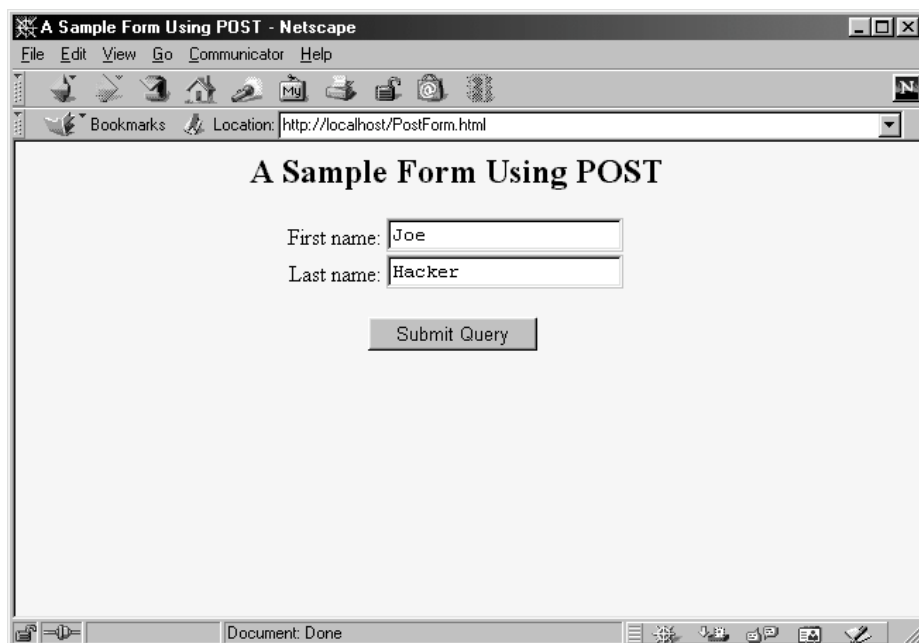 A Sample Form Using POST - Netscape
File Edit View Go Communicator Help
My @ N
Bookmarks Location: http://localhost/PostForm.html
A Sample Form Using POST
First name: Joe
Last name: Hacker
Submit Query
Document: Done